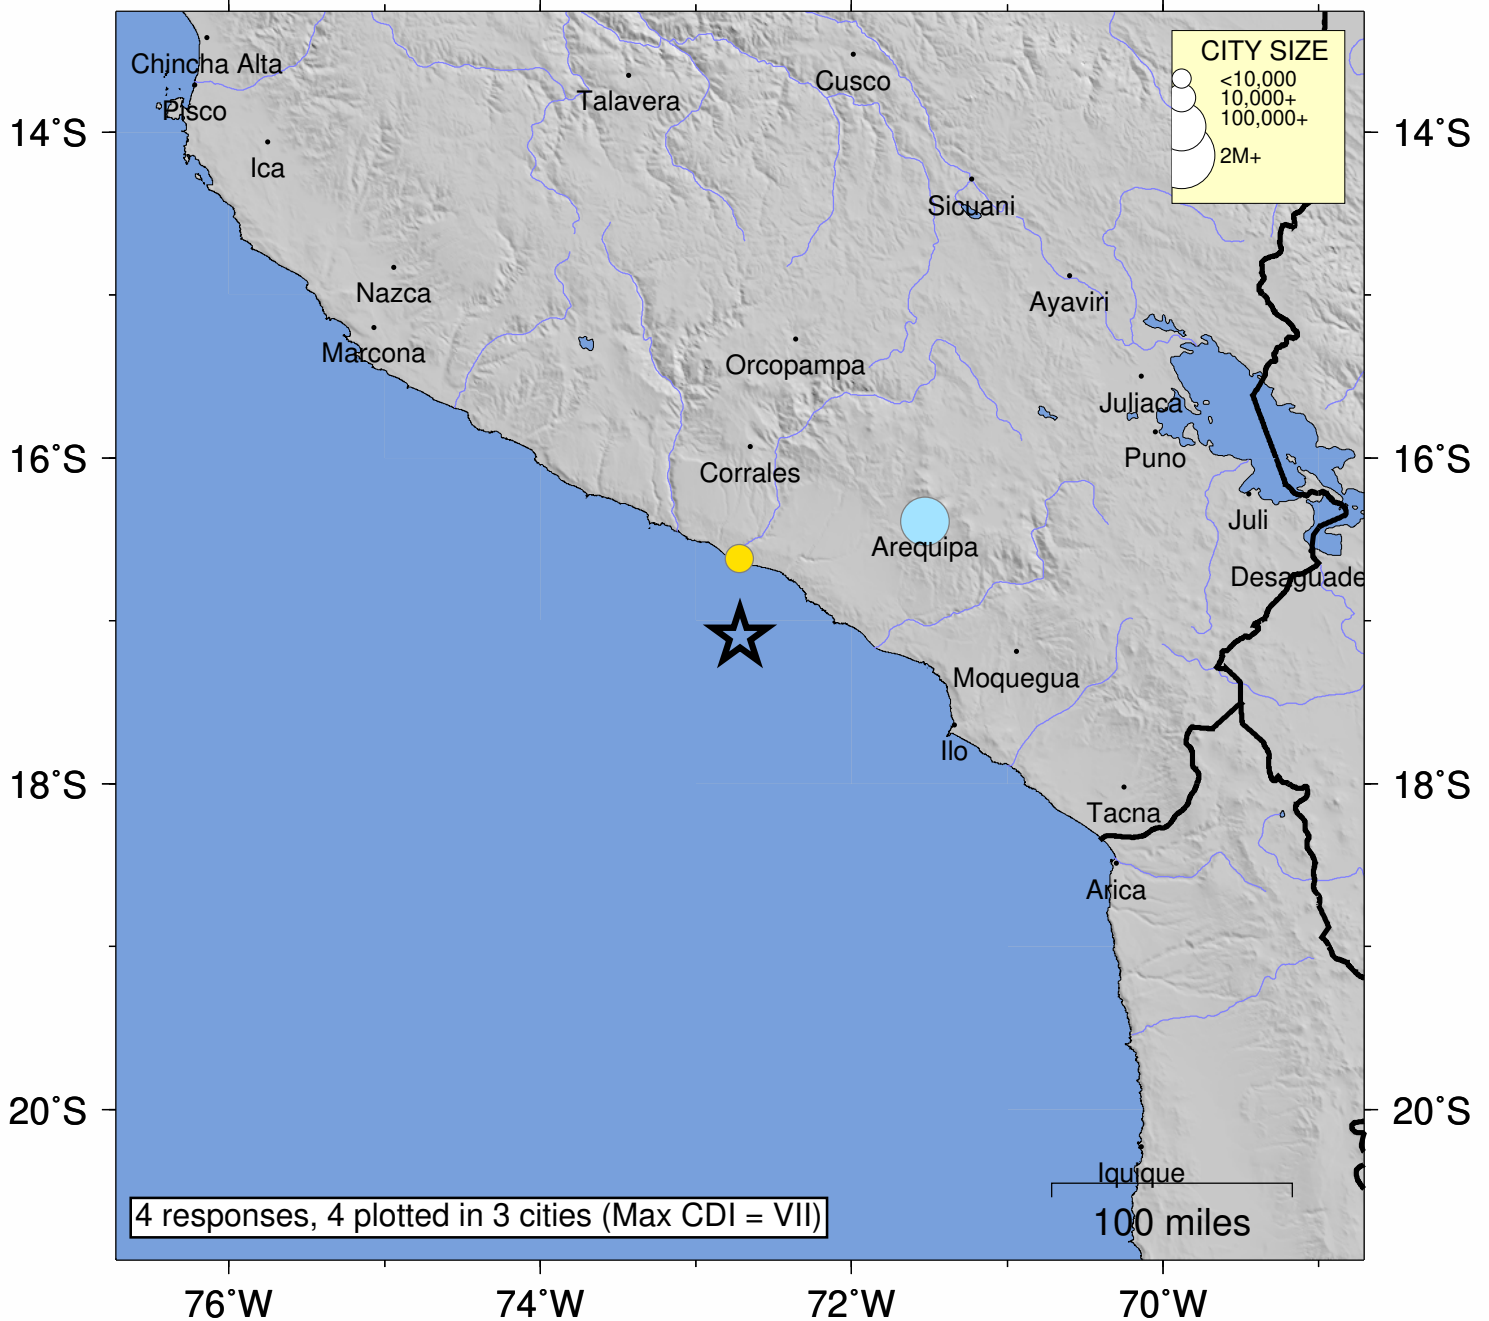 CITY SIZE
<10,000
10,000+
100,000+
2M+
Chincha Alta
Pisco
Talavera
Cusco
14°S
14°S
Ica
Sicuani
Nazca
Ayaviri
Marcona
Orcopampa
Juliaca
16°S
Corrales
Puno
16°S
Juli
Arequipa
Desaguade
Moquegua
Ilo
18°S
18°S
Tacna
Arica
20°S
20°S
Iquique
4 responses, 4 plotted in 3 cities (Max CDI = VII)
100 miles
76°W
74°W
72°W
70°W